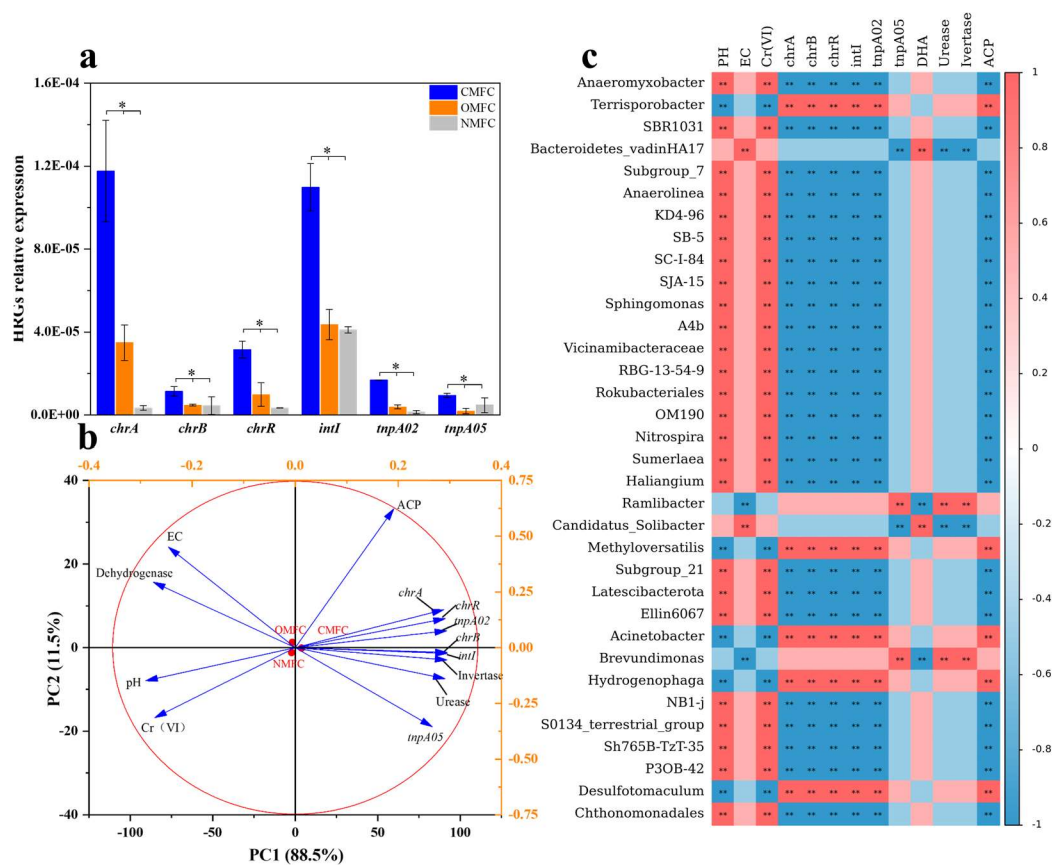 a
1.6E-04
1.2E-04
8.0E-05
4.0E-05
0.0E+00
HRGs relative expression
CMFC
OMFC
NMFC
*
*
*
*
*
*
chrA chrB chrR intI tnpA02 tnpA05
b
-0.4 -0.2 0.0 0.2 0.4
40
20
0
-20
-40
PC2 (11.5%)
0.75
0.50
0.25
0.00
-0.25
-0.50
-0.75
ACP
EC
Dehydrogenase
chrA
chrR
tnpA02
OMFC CMFC
chrB
NMFC
intI
pH
Invertase
Urease
Cr（VI）
tnpA05
-100 -50 0 50 100
PC1 (88.5%)
c
PH EC Cr(VI) chrA chrB chrR intI tnpA02 tnpA05 DHA Urease Ivertase ACP
Anaeromyxobacter ** ** ** ** ** ** ** **
Terrisporobacter ** ** ** ** ** ** ** **
SBR1031 ** ** ** ** ** ** ** **
Bacteroidetes_vadinHA17 ** ** ** ** **
Subgroup_7 ** ** ** ** ** ** ** **
Anaerolinea ** ** ** ** ** ** ** **
KD4-96 ** ** ** ** ** ** ** **
SB-5 ** ** ** ** ** ** ** **
SC-I-84 ** ** ** ** ** ** ** **
SJA-15 ** ** ** ** ** ** ** **
Sphingomonas ** ** ** ** ** ** ** **
A4b ** ** ** ** ** ** ** **
Vicinamibacteraceae ** ** ** ** ** ** ** **
RBG-13-54-9 ** ** ** ** ** ** ** **
Rokubacteriales ** ** ** ** ** ** ** **
OM190 ** ** ** ** ** ** ** **
Nitrospira ** ** ** ** ** ** ** **
Sumerlaea ** ** ** ** ** ** ** **
Haliangium ** ** ** ** ** ** ** **
Ramlibacter ** ** ** ** **
Candidatus_Solibacter ** ** ** ** **
Methyloversatilis ** ** ** ** ** ** ** **
Subgroup_21 ** ** ** ** ** ** ** **
Latescibacterota ** ** ** ** ** ** ** **
Ellin6067 ** ** ** ** ** ** ** **
Acinetobacter ** ** ** ** ** ** ** **
Brevundimonas ** ** ** ** **
Hydrogenophaga ** ** ** ** ** ** ** **
NB1-j ** ** ** ** ** ** ** **
S0134_terrestrial_group ** ** ** ** ** ** ** **
Sh765B-TzT-35 ** ** ** ** ** ** ** **
P3OB-42 ** ** ** ** ** ** ** **
Desulfotomaculum ** ** ** ** ** ** ** **
Chthonomonadales ** ** ** ** ** ** ** **
1
0.8
0.6
0.4
0.2
0
-0.2
-0.4
-0.6
-0.8
-1